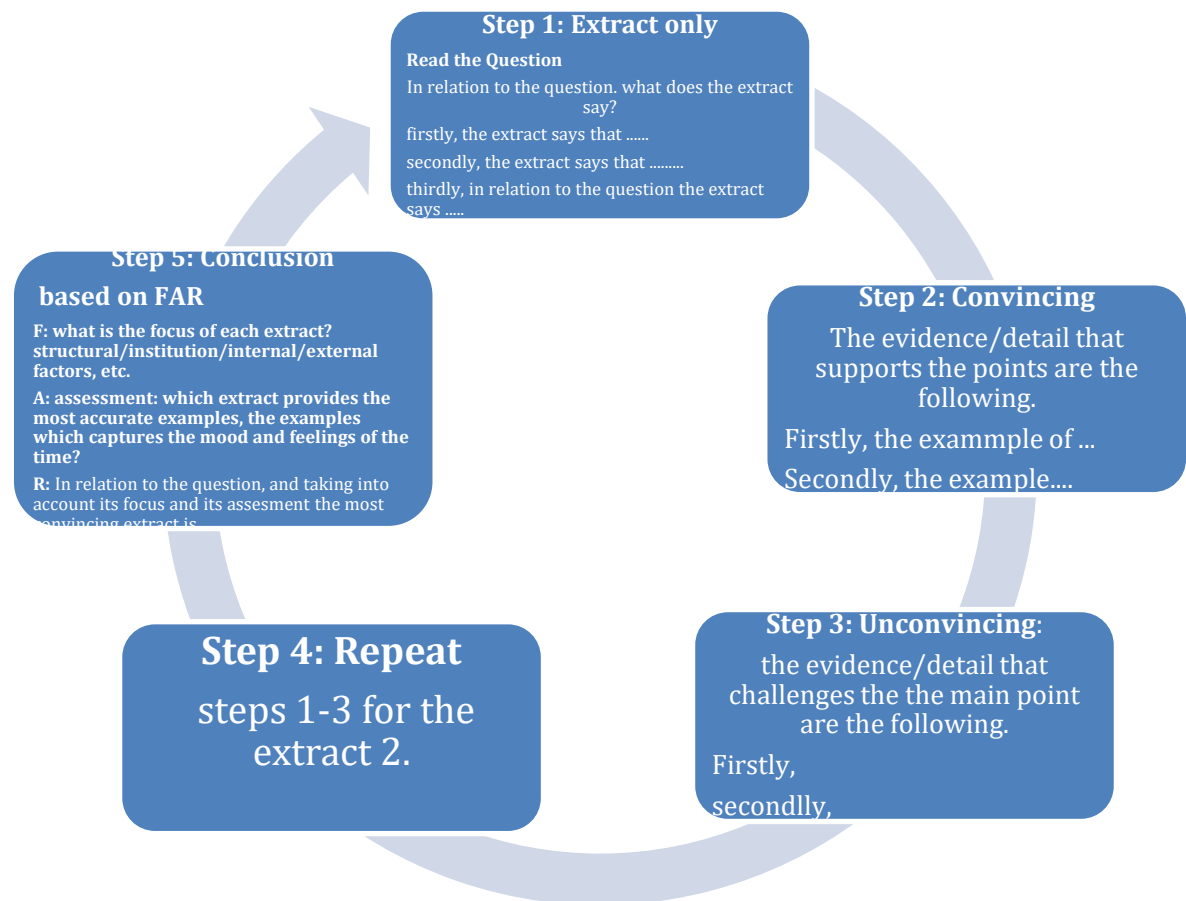 Step 1: Extract only
Read the Question
In relation to the question. what does the extract
say?
firstly, the extract says that ......
secondly, the extract says that .........
thirdly, in relation to the question the extract
says .....
Step 2: Convincing
The evidence/detail that
supports the points are the
following.
Firstly, the exammmple of ...
Secondly, the example....
Step 3: Unconvincing:
the evidence/detail that
challenges the the main point
are the following.
Firstly,
secondlly,
Step 4: Repeat
steps 1-3 for the
extract 2.
Step 5: Conclusion
based on FAR
F: what is the focus of each extract?
structural/institution/internal/external
factors, etc.
A: assessment: which extract provides the
most accurate examples, the examples
which captures the mood and feelings of the
time?
R: In relation to the question, and taking into
account its focus and its assesment the most
convincing extract is